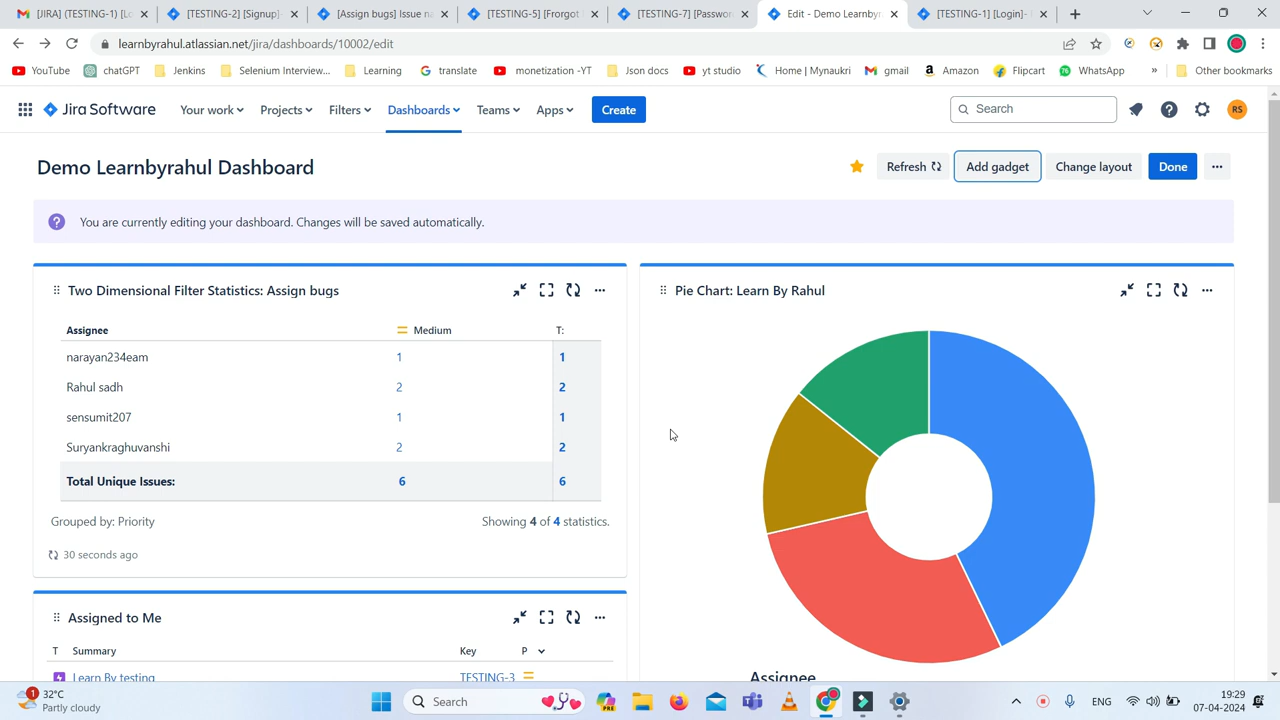 [JIRA] (TESTING-1) [Lo
[TESTING-2] [Signup]-
[Assign bugs] Issue na
[TESTING-5] [Frorgot
[TESTING-7] [Passwor
Edit - Demo Learnbyra
[TESTING-1] [Login]-
learnbyrahul.atlassian.net/jira/dashboards/10002/edit
YouTube
chatGPT
Jenkins
Selenium Interview...
Learning
translate
monetization -YT
Json docs
yt studio
Home | Mynaukri
gmail
Amazon
Flipcart
WhatsApp
»
Other bookmarks
Jira Software
Your work
Projects
Filters
Dashboards
Teams
Apps
Create
Search
RS
Demo Learnbyrahul Dashboard
Refresh
Add gadget
Change layout
Done
You are currently editing your dashboard. Changes will be saved automatically.
Two Dimensional Filter Statistics: Assign bugs
Assignee Medium T:
narayan234eam 1 1
Rahul sadh 2 2
sensumit207 1 1
Suryankraghuvanshi 2 2
Total Unique Issues: 6 6
Grouped by: Priority
Showing 4 of 4 statistics.
30 seconds ago
Pie Chart: Learn By Rahul
Assignee
Assigned to Me
T Summary Key P
Learn By testing TESTING-3
1
32°C
Partly cloudy
Search
PRE
ENG
19:29
07-04-2024